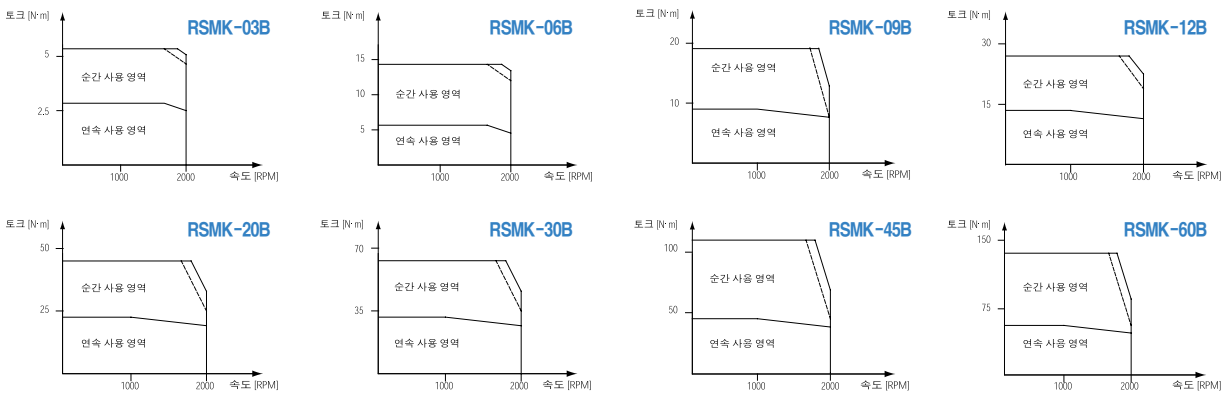 토크 [N·m]
RSMK-03B
5
순간 사용 영역
2.5
연속 사용 영역
1000
2000
속도 [RPM]
토크 [N·m]
RSMK-06B
15
순간 사용 영역
10
5
연속 사용 영역
1000
2000
속도 [RPM]
토크 [N·m]
RSMK-09B
20
순간 사용 영역
10
연속 사용 영역
1000
2000
속도 [RPM]
토크 [N·m]
RSMK-12B
30
순간 사용 영역
15
연속 사용 영역
1000
2000
속도 [RPM]
토크 [N·m]
RSMK-20B
50
순간 사용 영역
25
연속 사용 영역
1000
2000
속도 [RPM]
토크 [N·m]
RSMK-30B
70
순간 사용 영역
35
연속 사용 영역
1000
2000
속도 [RPM]
토크 [N·m]
RSMK-45B
100
순간 사용 영역
50
연속 사용 영역
1000
2000
속도 [RPM]
토크 [N·m]
RSMK-60B
150
순간 사용 영역
75
연속 사용 영역
1000
2000
속도 [RPM]